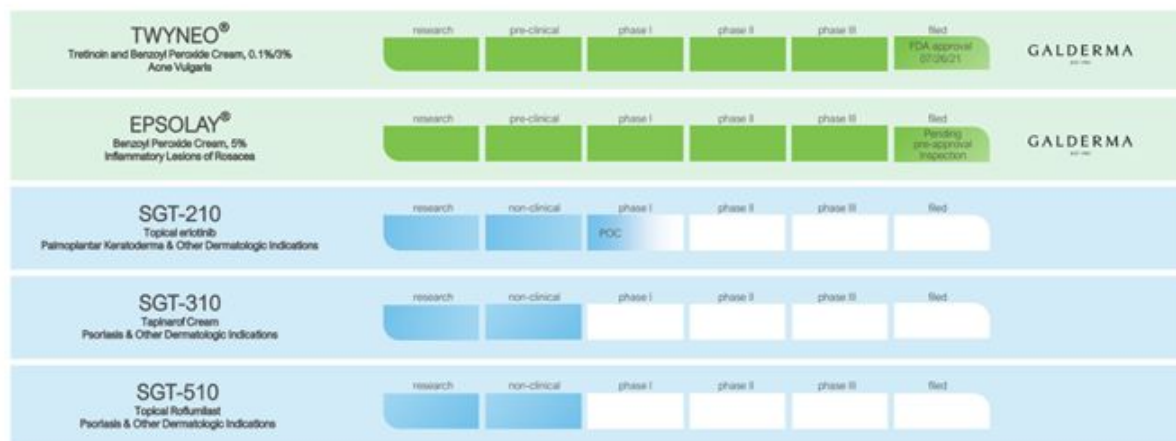 TWYNEO®
Tretinoin and Benzoyl Peroxide Cream, 0.1%/3%
Acne Vulgaris
research pre-clinical phase I phase II phase III filed
FDA approval
07/26/21
GALDERMA
EPSOLAY®
Benzoyl Peroxide Cream, 5%
Inflammatory Lesions of Rosacea
research pre-clinical phase I phase II phase III filed
Pending
pre-approval
Inspection
GALDERMA
SGT-210
Topical erlotinib
Palmoplantar Keratoderma & Other Dermatologic Indications
research non-clinical phase I phase II phase III filed
POC
SGT-310
Tapinarof Cream
Psoriasis & Other Dermatologic Indications
research non-clinical phase I phase II phase III filed
SGT-510
Topical Roflumilast
Psoriasis & Other Dermatologic Indications
research non-clinical phase I phase II phase III filed